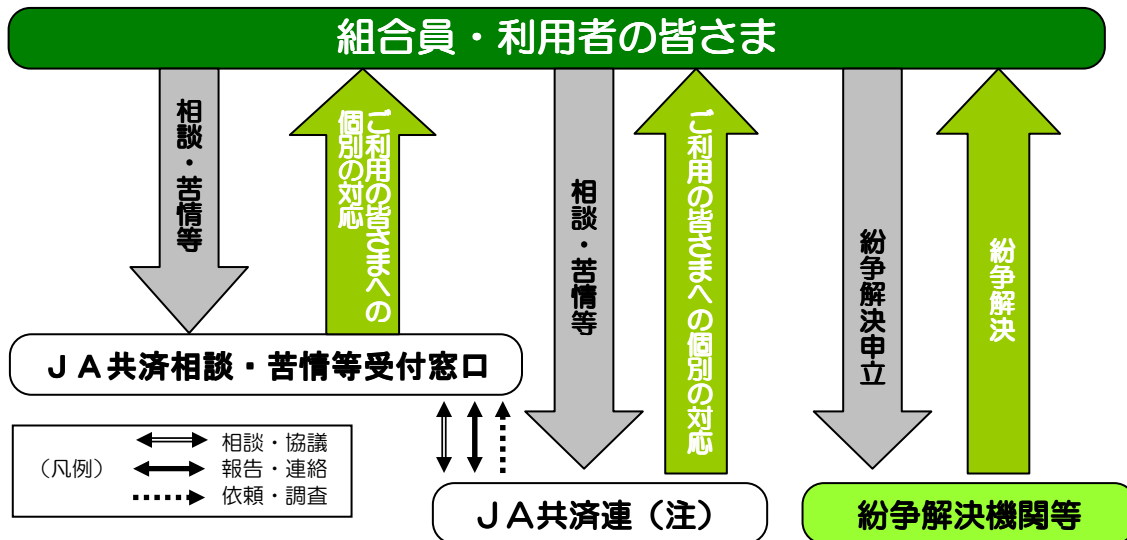 組合員・利用者の皆さま
相談・苦情等
ご利用の皆さまへの
個別の対応
相談・苦情等
ご利用の皆さまへの個別の対応
紛争解決申立
紛争解決
ＪＡ共済相談・苦情等受付窓口
（凡例）
相談・協議
報告・連絡
依頼・調査
ＪＡ共済連（注）
紛争解決機関等